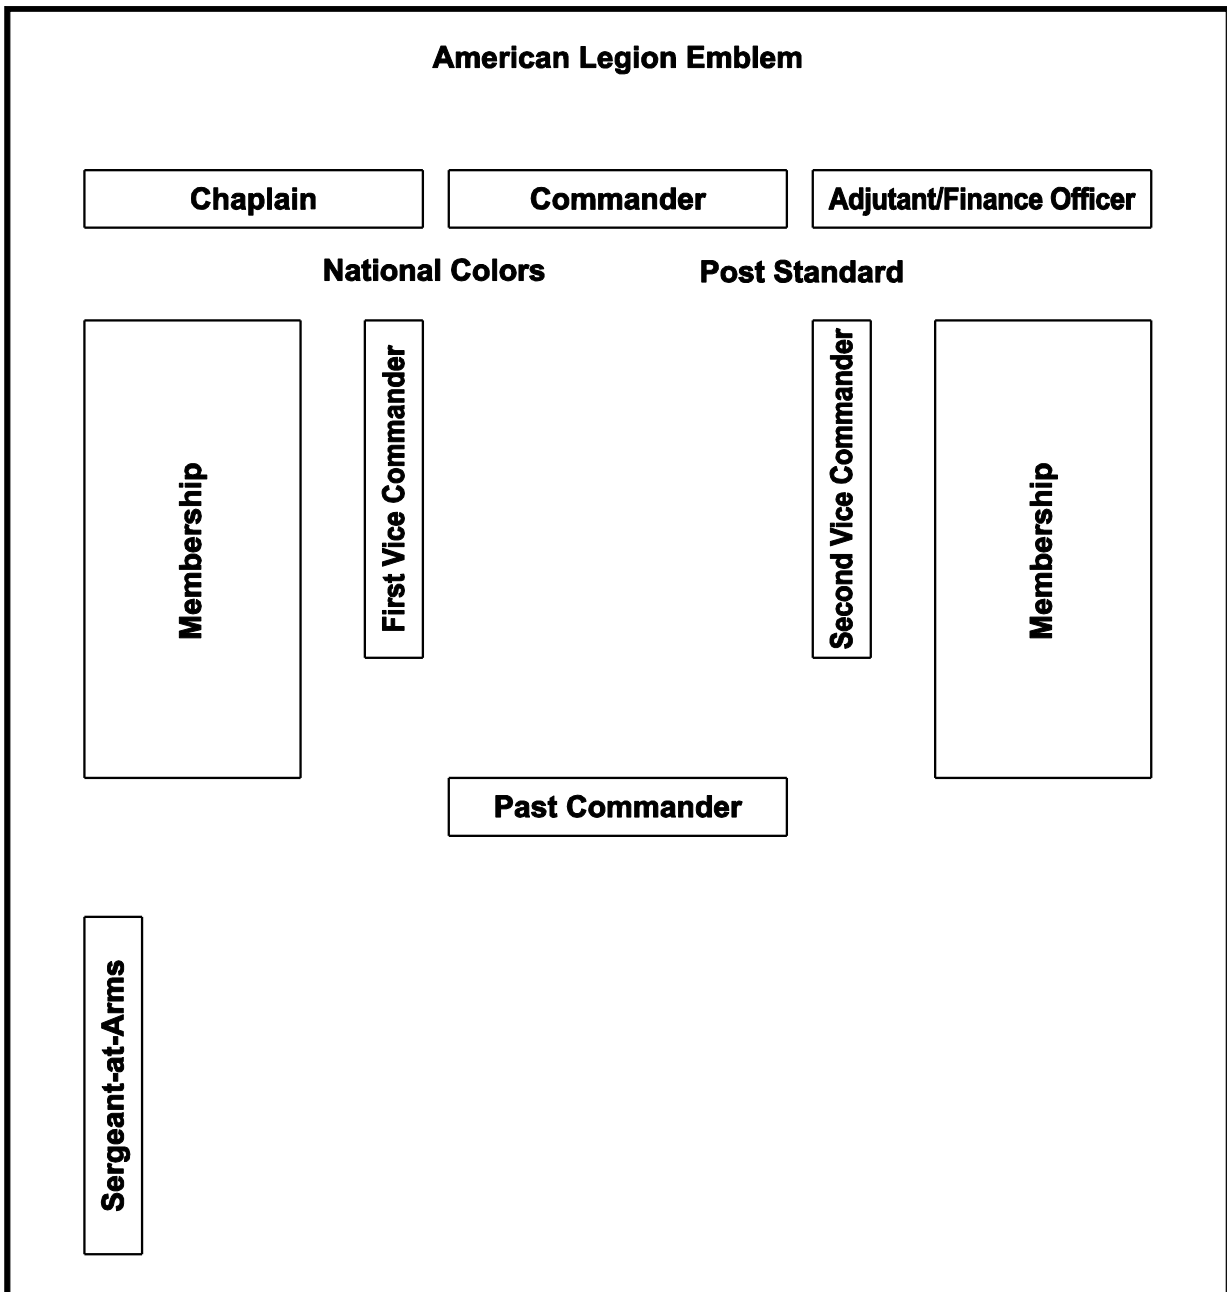 American Legion Emblem
Chaplain
Commander
Adjutant/Finance Officer
National Colors
Post Standard
Membership
First Vice Commander
Second Vice Commander
Membership
Past Commander
Sergeant-at-Arms